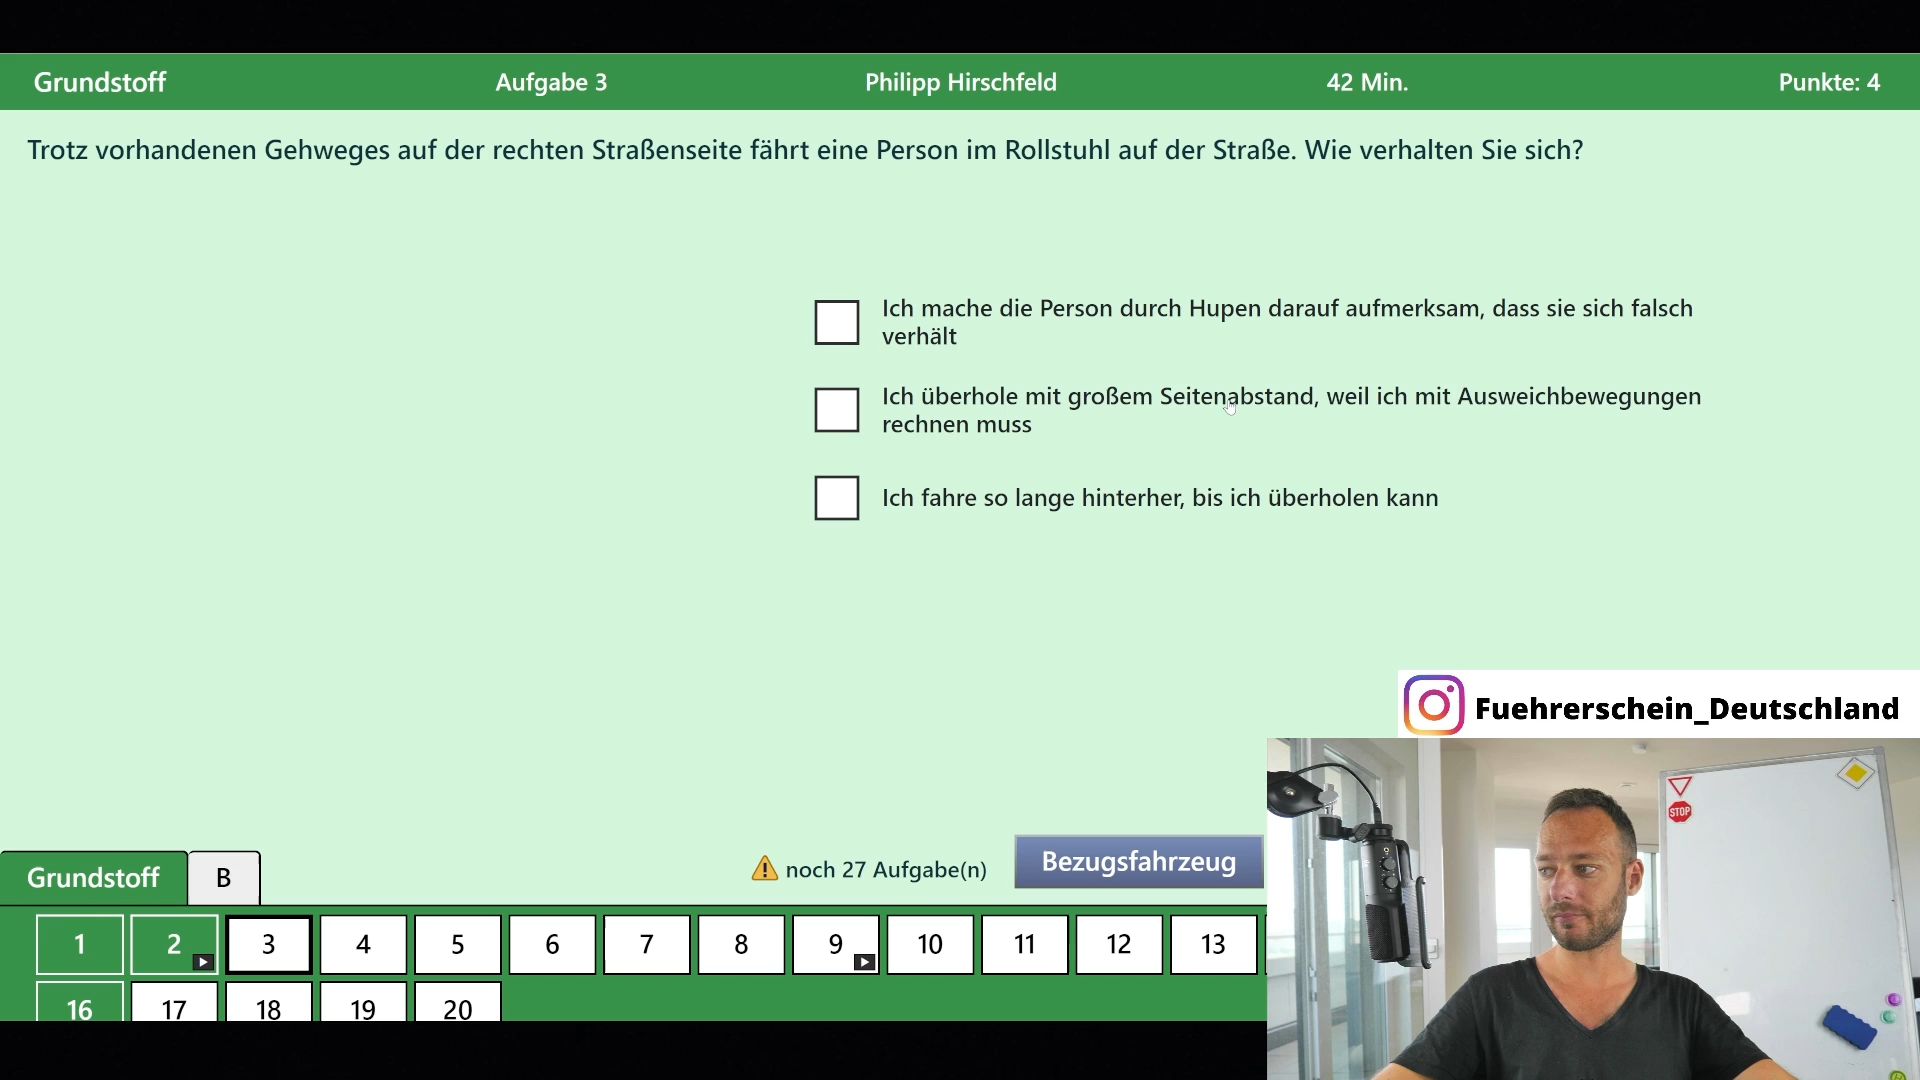 Grundstoff Aufgabe 3 Philipp Hirschfeld 42 Min. Punkte: 4
Trotz vorhandenen Gehweges auf der rechten Straßenseite fährt eine Person im Rollstuhl auf der Straße. Wie verhalten Sie sich?
Ich mache die Person durch Hupen darauf aufmerksam, dass sie sich falsch
verhält
Ich überhole mit großem Seitenabstand, weil ich mit Ausweichbewegungen
rechnen muss
Ich fahre so lange hinterher, bis ich überholen kann
Fuehrerschein_Deutschland
STOP
Grundstoff B noch 27 Aufgabe(n) Bezugsfahrzeug
1 2 3 4 5 6 7 8 9 10 11 12 13
16 17 18 19 20